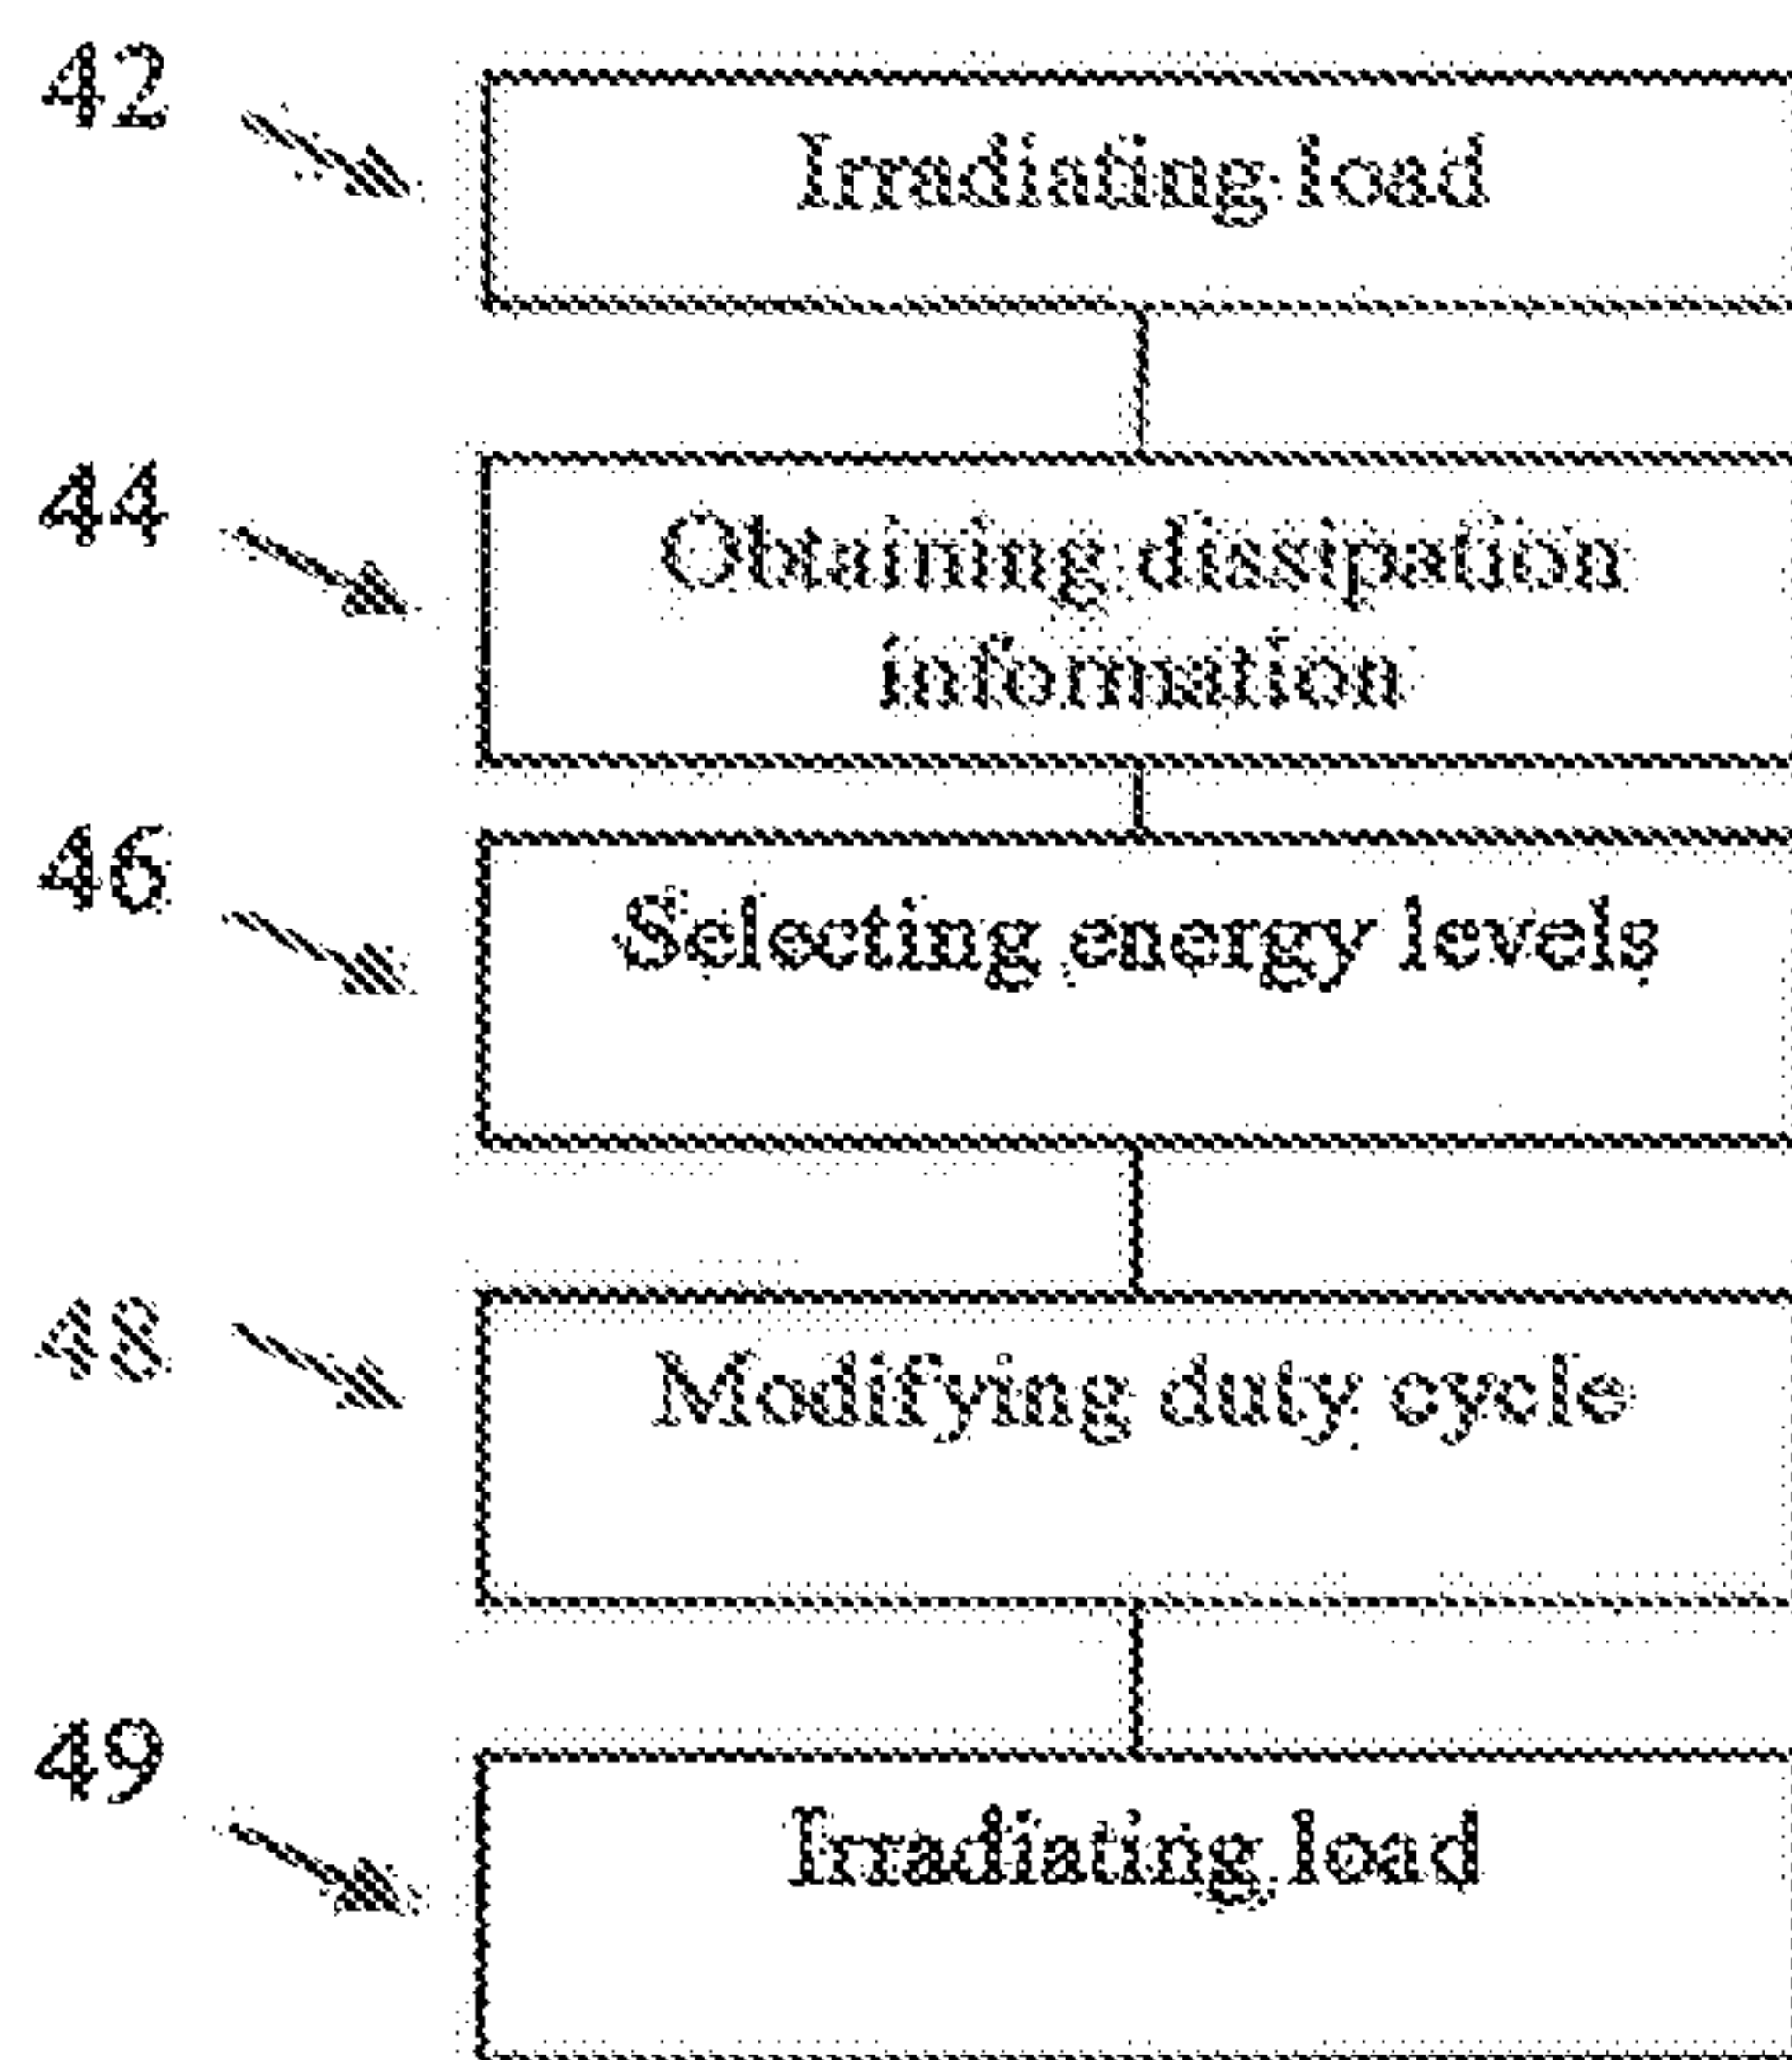 42
Irradiating load
44
Obtaining dissipation
information
46
Selecting energy levels
48
Modifying duty cycle
49
Irradiating load